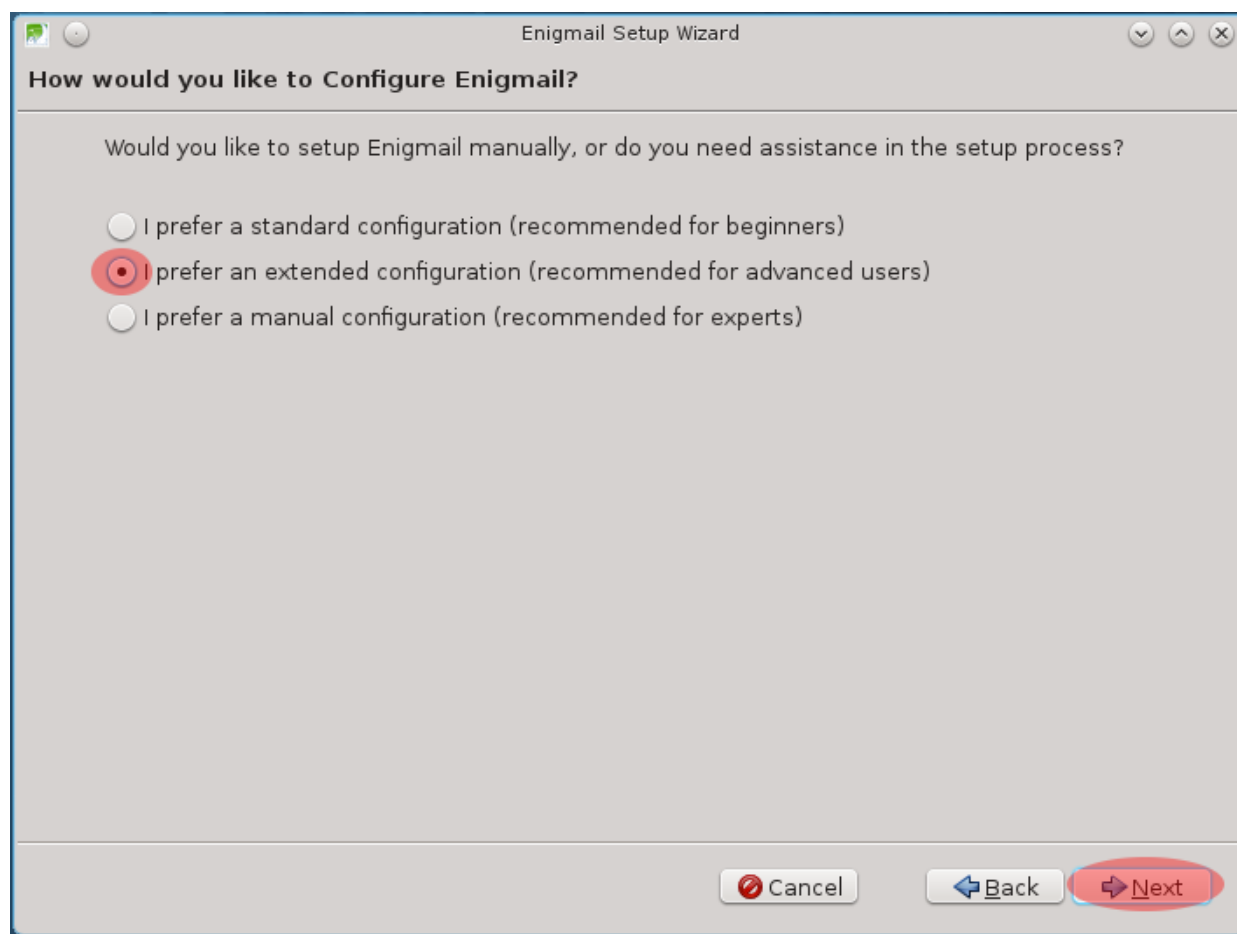 Enigmail Setup Wizard
How would you like to Configure Enigmail?
Would you like to setup Enigmail manually, or do you need assistance in the setup process?
I prefer a standard configuration (recommended for beginners)
I prefer an extended configuration (recommended for advanced users)
I prefer a manual configuration (recommended for experts)
Cancel Back Next